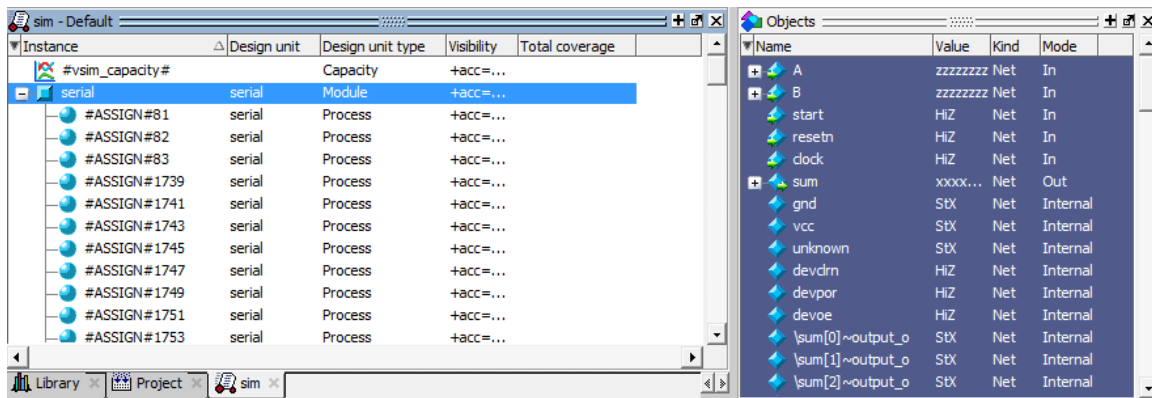 sim - Default
Instance Design unit Design unit type Visibility Total coverage
#vsim_capacity# Capacity +acc=...
serial serial Module +acc=...
#ASSIGN#81 serial Process +acc=...
#ASSIGN#82 serial Process +acc=...
#ASSIGN#83 serial Process +acc=...
#ASSIGN#1739 serial Process +acc=...
#ASSIGN#1741 serial Process +acc=...
#ASSIGN#1743 serial Process +acc=...
#ASSIGN#1745 serial Process +acc=...
#ASSIGN#1747 serial Process +acc=...
#ASSIGN#1749 serial Process +acc=...
#ASSIGN#1751 serial Process +acc=...
#ASSIGN#1753 serial Process +acc=...
Library Project sim
Objects
Name Value Kind Mode
A zzzzzzzz Net In
B zzzzzzzz Net In
start HiZ Net In
resetn HiZ Net In
clock HiZ Net In
sum xxxx... Net Out
gnd StX Net Internal
vcc StX Net Internal
unknown StX Net Internal
devclrn HiZ Net Internal
devpor HiZ Net Internal
devoe HiZ Net Internal
\sum[0]~output_o StX Net Internal
\sum[1]~output_o StX Net Internal
\sum[2]~output_o StX Net Internal